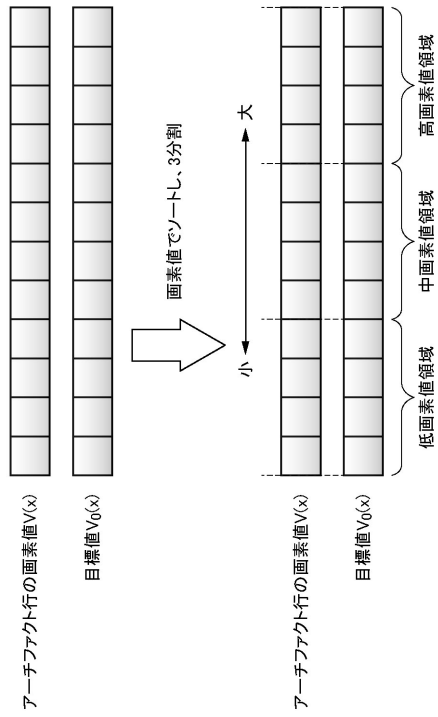 アーチファクト行の画素値V(x)
目標値V₀(x)
画素値でソートし、3分割
小
大
アーチファクト行の画素値V(x)
目標値V₀(x)
低画素値領域
中画素値領域
高画素値領域